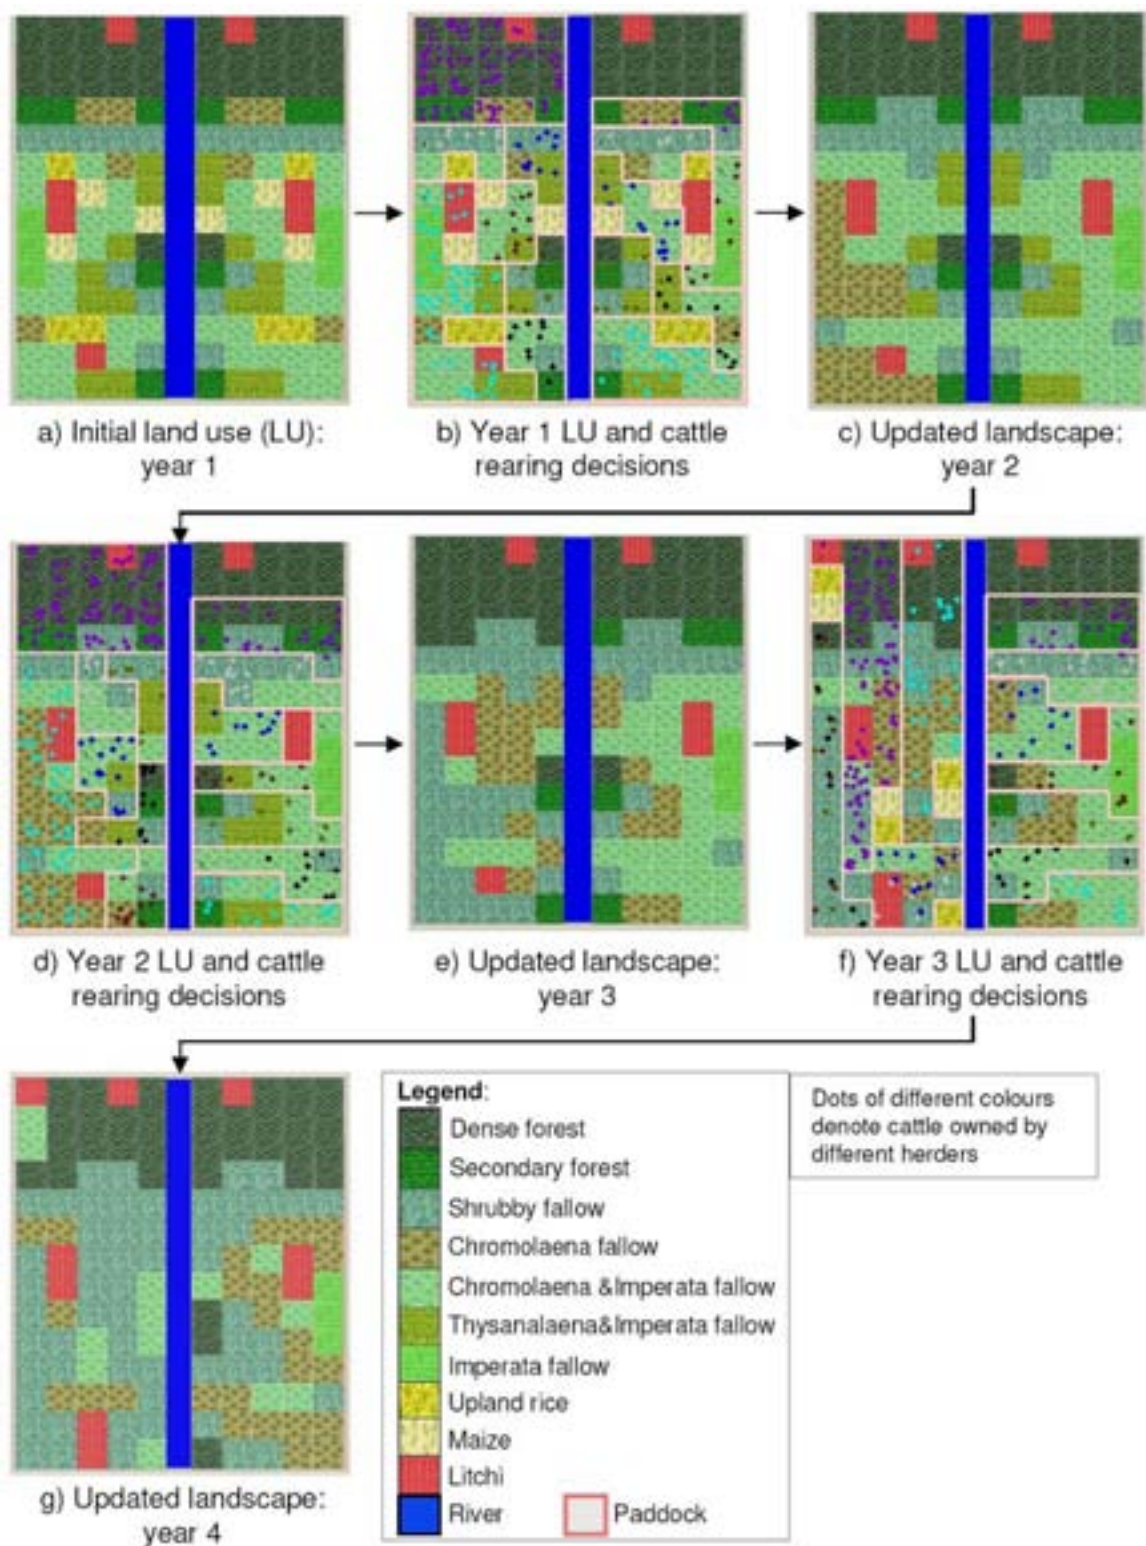 a) Initial land use (LU):
year 1
b) Year 1 LU and cattle
rearing decisions
c) Updated landscape:
year 2
d) Year 2 LU and cattle
rearing decisions
e) Updated landscape:
year 3
f) Year 3 LU and cattle
rearing decisions
g) Updated landscape:
year 4
Legend:
Dense forest
Secondary forest
Shrubby fallow
Chromolaena fallow
Chromolaena &Imperata fallow
Thysanalaena&Imperata fallow
Imperata fallow
Upland rice
Maize
Litchi
River
Paddock
Dots of different colours
denote cattle owned by
different herders